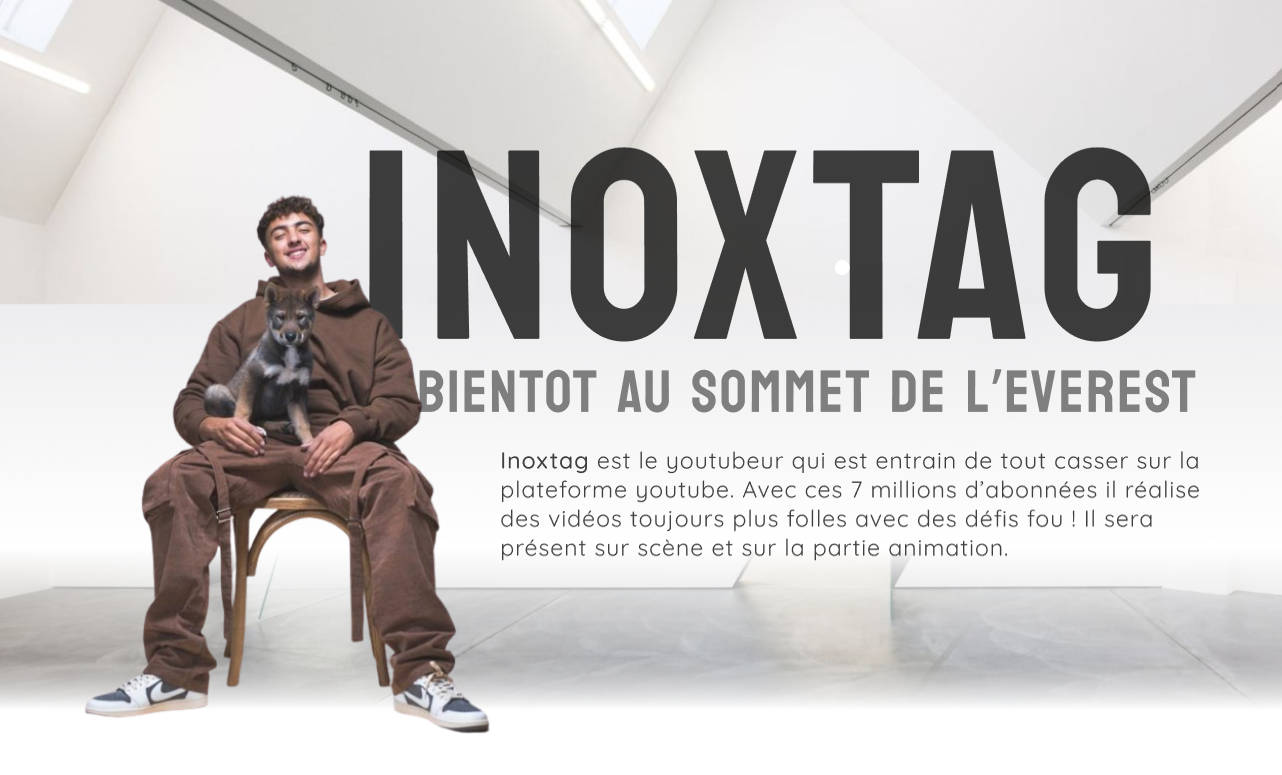 INOXTAG
BIENTOT AU SOMMET DE L'EVEREST
Inoxtag est le youtubeur qui est entrain de tout casser sur la
plateforme youtube. Avec ces 7 millions d'abonnées il réalise
des vidéos toujours plus folles avec des défis fou ! Il sera
présent sur scène et sur la partie animation.